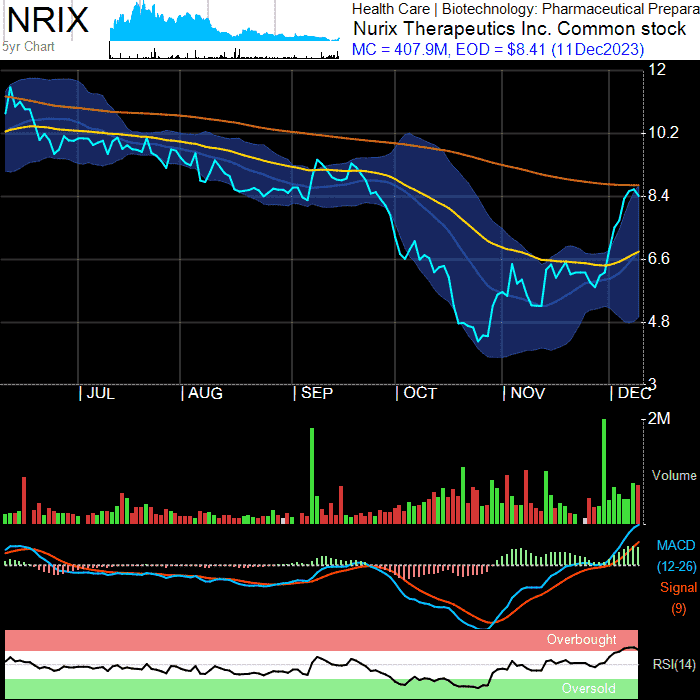 NRIX
5yr Chart
Health Care | Biotechnology: Pharmaceutical Prepara
Nurix Therapeutics Inc. Common stock
MC = 407.9M, EOD = $8.41 (11Dec2023)
12
10.2
8.4
6.6
4.8
3
| JUL | AUG | SEP | OCT | NOV | DEC
2M
Volume
MACD
(12-26)
Signal
(9)
Overbought
RSI(14)
Oversold